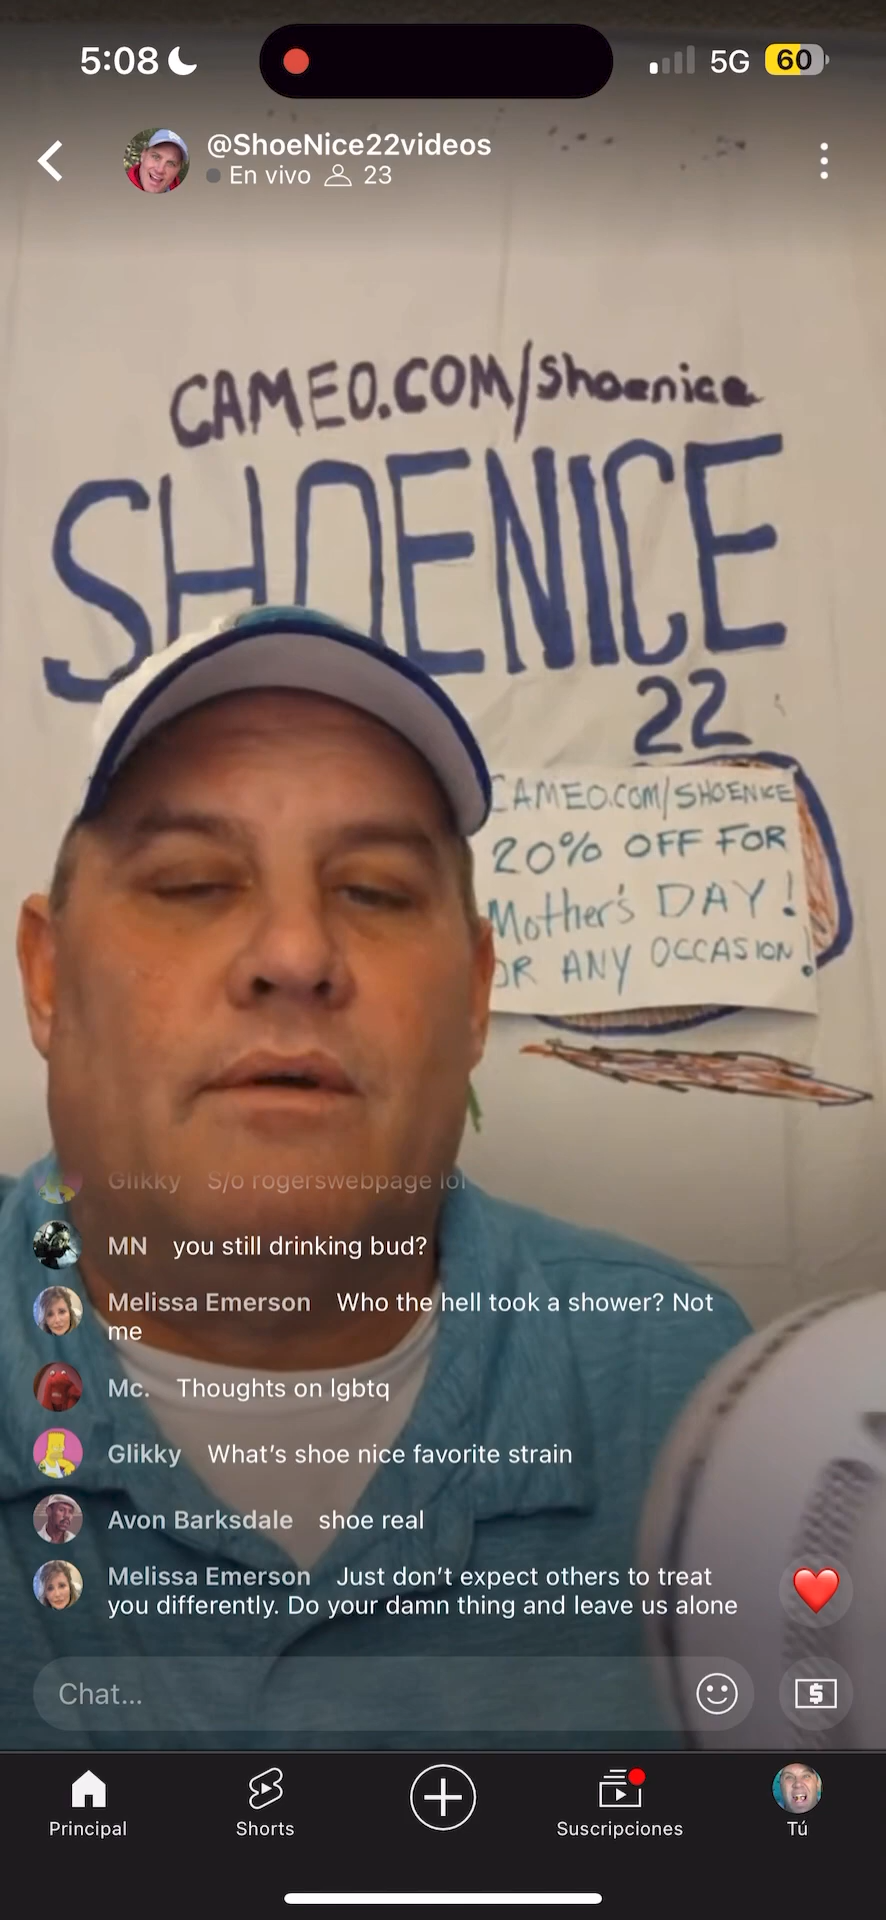 5:08
5G
60
@ShoeNice22videos
En vivo 23
CAMEO.COM/shoenice
SHOENICE
22
CAMEO.COM/SHOENICE
20% OFF FOR
Mother's DAY!
OR ANY OCCASION!
Glikky S/o rogerswebpage lol
MN you still drinking bud?
Melissa Emerson Who the hell took a shower? Not
me
Mc. Thoughts on lgbtq
Glikky What's shoe nice favorite strain
Avon Barksdale shoe real
Melissa Emerson Just don't expect others to treat
you differently. Do your damn thing and leave us alone
Chat...
Principal
Shorts
Suscripciones
Tú